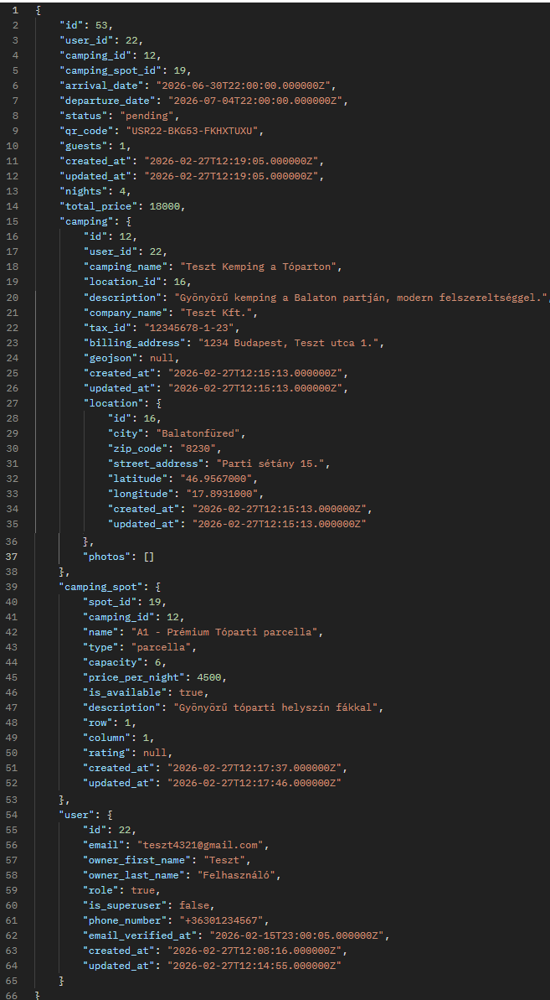 1 {
2 "id": 53,
3 "user_id": 22,
4 "camping_id": 12,
5 "camping_spot_id": 19,
6 "arrival_date": "2026-06-30T22:00:00.000000Z",
7 "departure_date": "2026-07-04T22:00:00.000000Z",
8 "status": "pending",
9 "qr_code": "USR22-BKG53-FKHXTUXU",
10 "guests": 1,
11 "created_at": "2026-02-27T12:19:05.000000Z",
12 "updated_at": "2026-02-27T12:19:05.000000Z",
13 "nights": 4,
14 "total_price": 18000,
15 "camping": {
16 "id": 12,
17 "user_id": 22,
18 "camping_name": "Teszt Kemping a Tóparton",
19 "location_id": 16,
20 "description": "Gyönyörű kemping a Balaton partján, modern felszereltséggel.",
21 "company_name": "Teszt Kft.",
22 "tax_id": "12345678-1-23",
23 "billing_address": "1234 Budapest, Teszt utca 1.",
24 "geojson": null,
25 "created_at": "2026-02-27T12:15:13.000000Z",
26 "updated_at": "2026-02-27T12:15:13.000000Z",
27 "location": {
28 "id": 16,
29 "city": "Balatonfüred",
30 "zip_code": "8230",
31 "street_address": "Parti sétány 15.",
32 "latitude": "46.9567000",
33 "longitude": "17.8931000",
34 "created_at": "2026-02-27T12:15:13.000000Z",
35 "updated_at": "2026-02-27T12:15:13.000000Z"
36 },
37 "photos": []
38 },
39 "camping_spot": {
40 "spot_id": 19,
41 "camping_id": 12,
42 "name": "A1 - Prémium Tóparti parcella",
43 "type": "parcella",
44 "capacity": 6,
45 "price_per_night": 4500,
46 "is_available": true,
47 "description": "Gyönyörű tóparti helyszín fákkal",
48 "row": 1,
49 "column": 1,
50 "rating": null,
51 "created_at": "2026-02-27T12:17:37.000000Z",
52 "updated_at": "2026-02-27T12:17:46.000000Z"
53 },
54 "user": {
55 "id": 22,
56 "email": "teszt4321@gmail.com",
57 "owner_first_name": "Teszt",
58 "owner_last_name": "Felhasználó",
59 "role": true,
60 "is_superuser": false,
61 "phone_number": "+36301234567",
62 "email_verified_at": "2026-02-15T23:00:05.000000Z",
63 "created_at": "2026-02-27T12:08:16.000000Z",
64 "updated_at": "2026-02-27T12:14:55.000000Z"
65 }
66 }